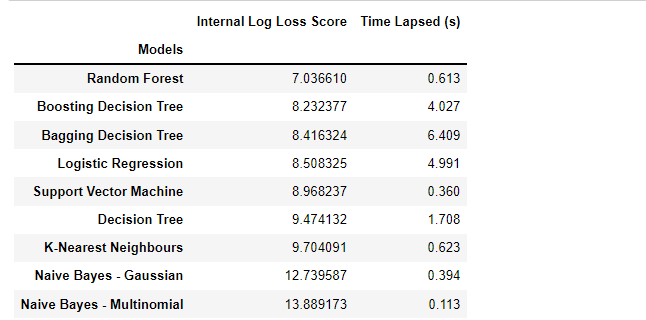 Internal Log Loss Score Time Lapsed (s)
Models
Random Forest 7.036610 0.613
Boosting Decision Tree 8.232377 4.027
Bagging Decision Tree 8.416324 6.409
Logistic Regression 8.508325 4.991
Support Vector Machine 8.968237 0.360
Decision Tree 9.474132 1.708
K-Nearest Neighbours 9.704091 0.623
Naive Bayes - Gaussian 12.739587 0.394
Naive Bayes - Multinomial 13.889173 0.113